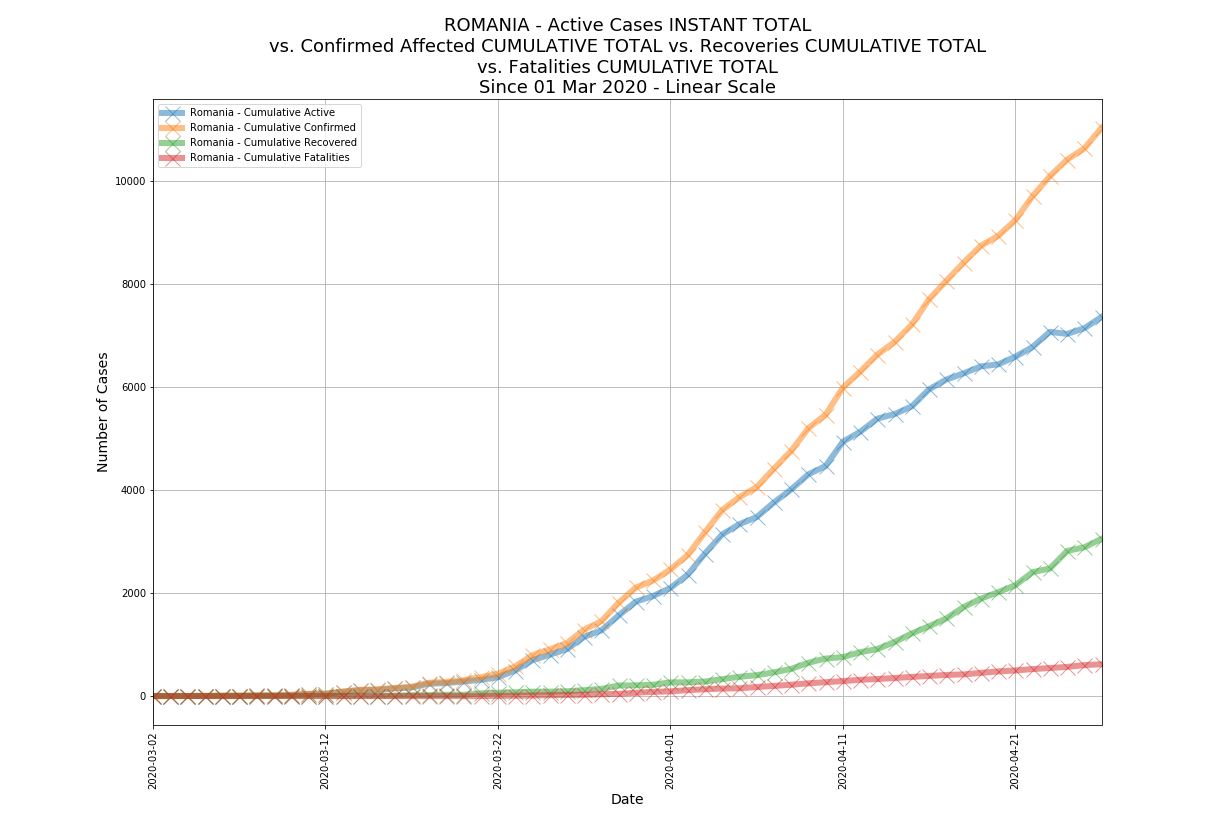 ROMANIA - Active Cases INSTANT TOTAL
vs. Confirmed Affected CUMULATIVE TOTAL vs. Recoveries CUMULATIVE TOTAL
vs. Fatalities CUMULATIVE TOTAL
Since 01 Mar 2020 - Linear Scale
Romania - Cumulative Active
Romania - Cumulative Confirmed
Romania - Cumulative Recovered
Romania - Cumulative Fatalities
Number of Cases
10000
8000
6000
4000
2000
0
2020-03-02
2020-03-12
2020-03-22
2020-04-01
2020-04-11
2020-04-21
Date